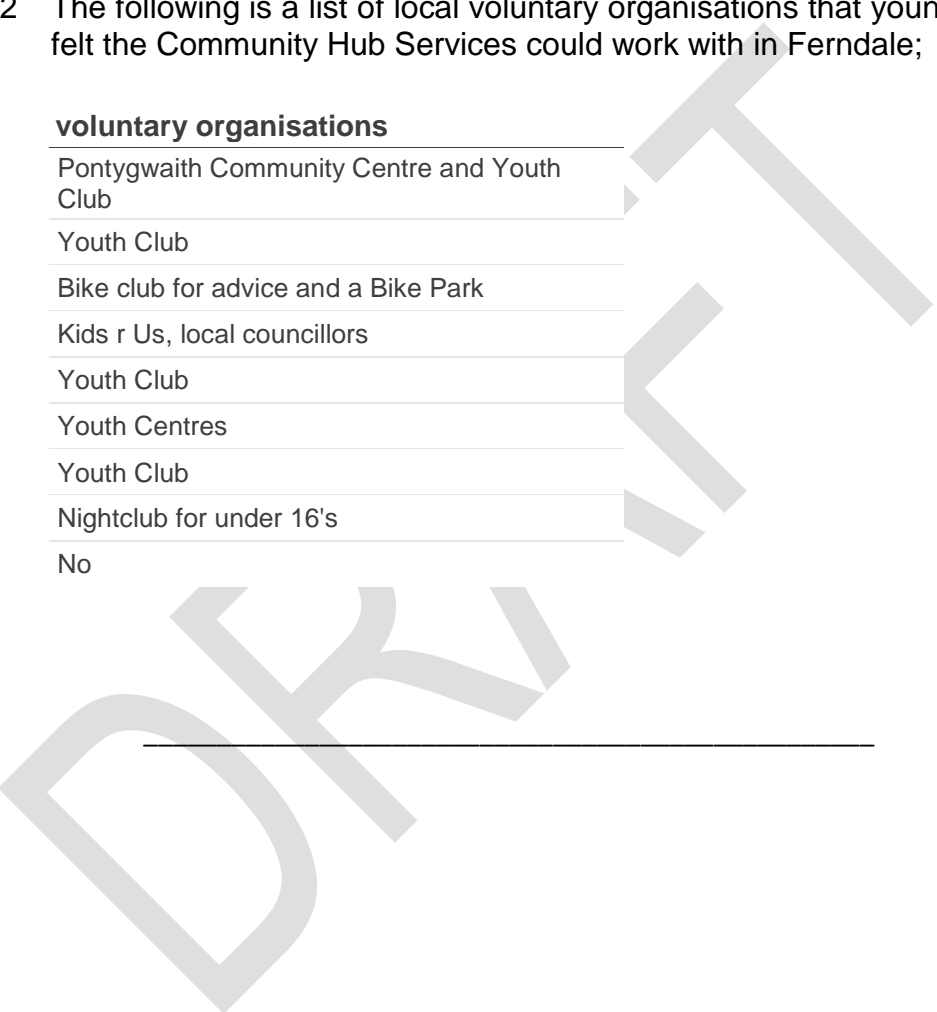 2 The following is a list of local voluntary organisations that youn
felt the Community Hub Services could work with in Ferndale;
voluntary organisations
Pontygwaith Community Centre and Youth
Club
Youth Club
Bike club for advice and a Bike Park
Kids r Us, local councillors
Youth Club
Youth Centres
Youth Club
Nightclub for under 16's
No
DRAFT